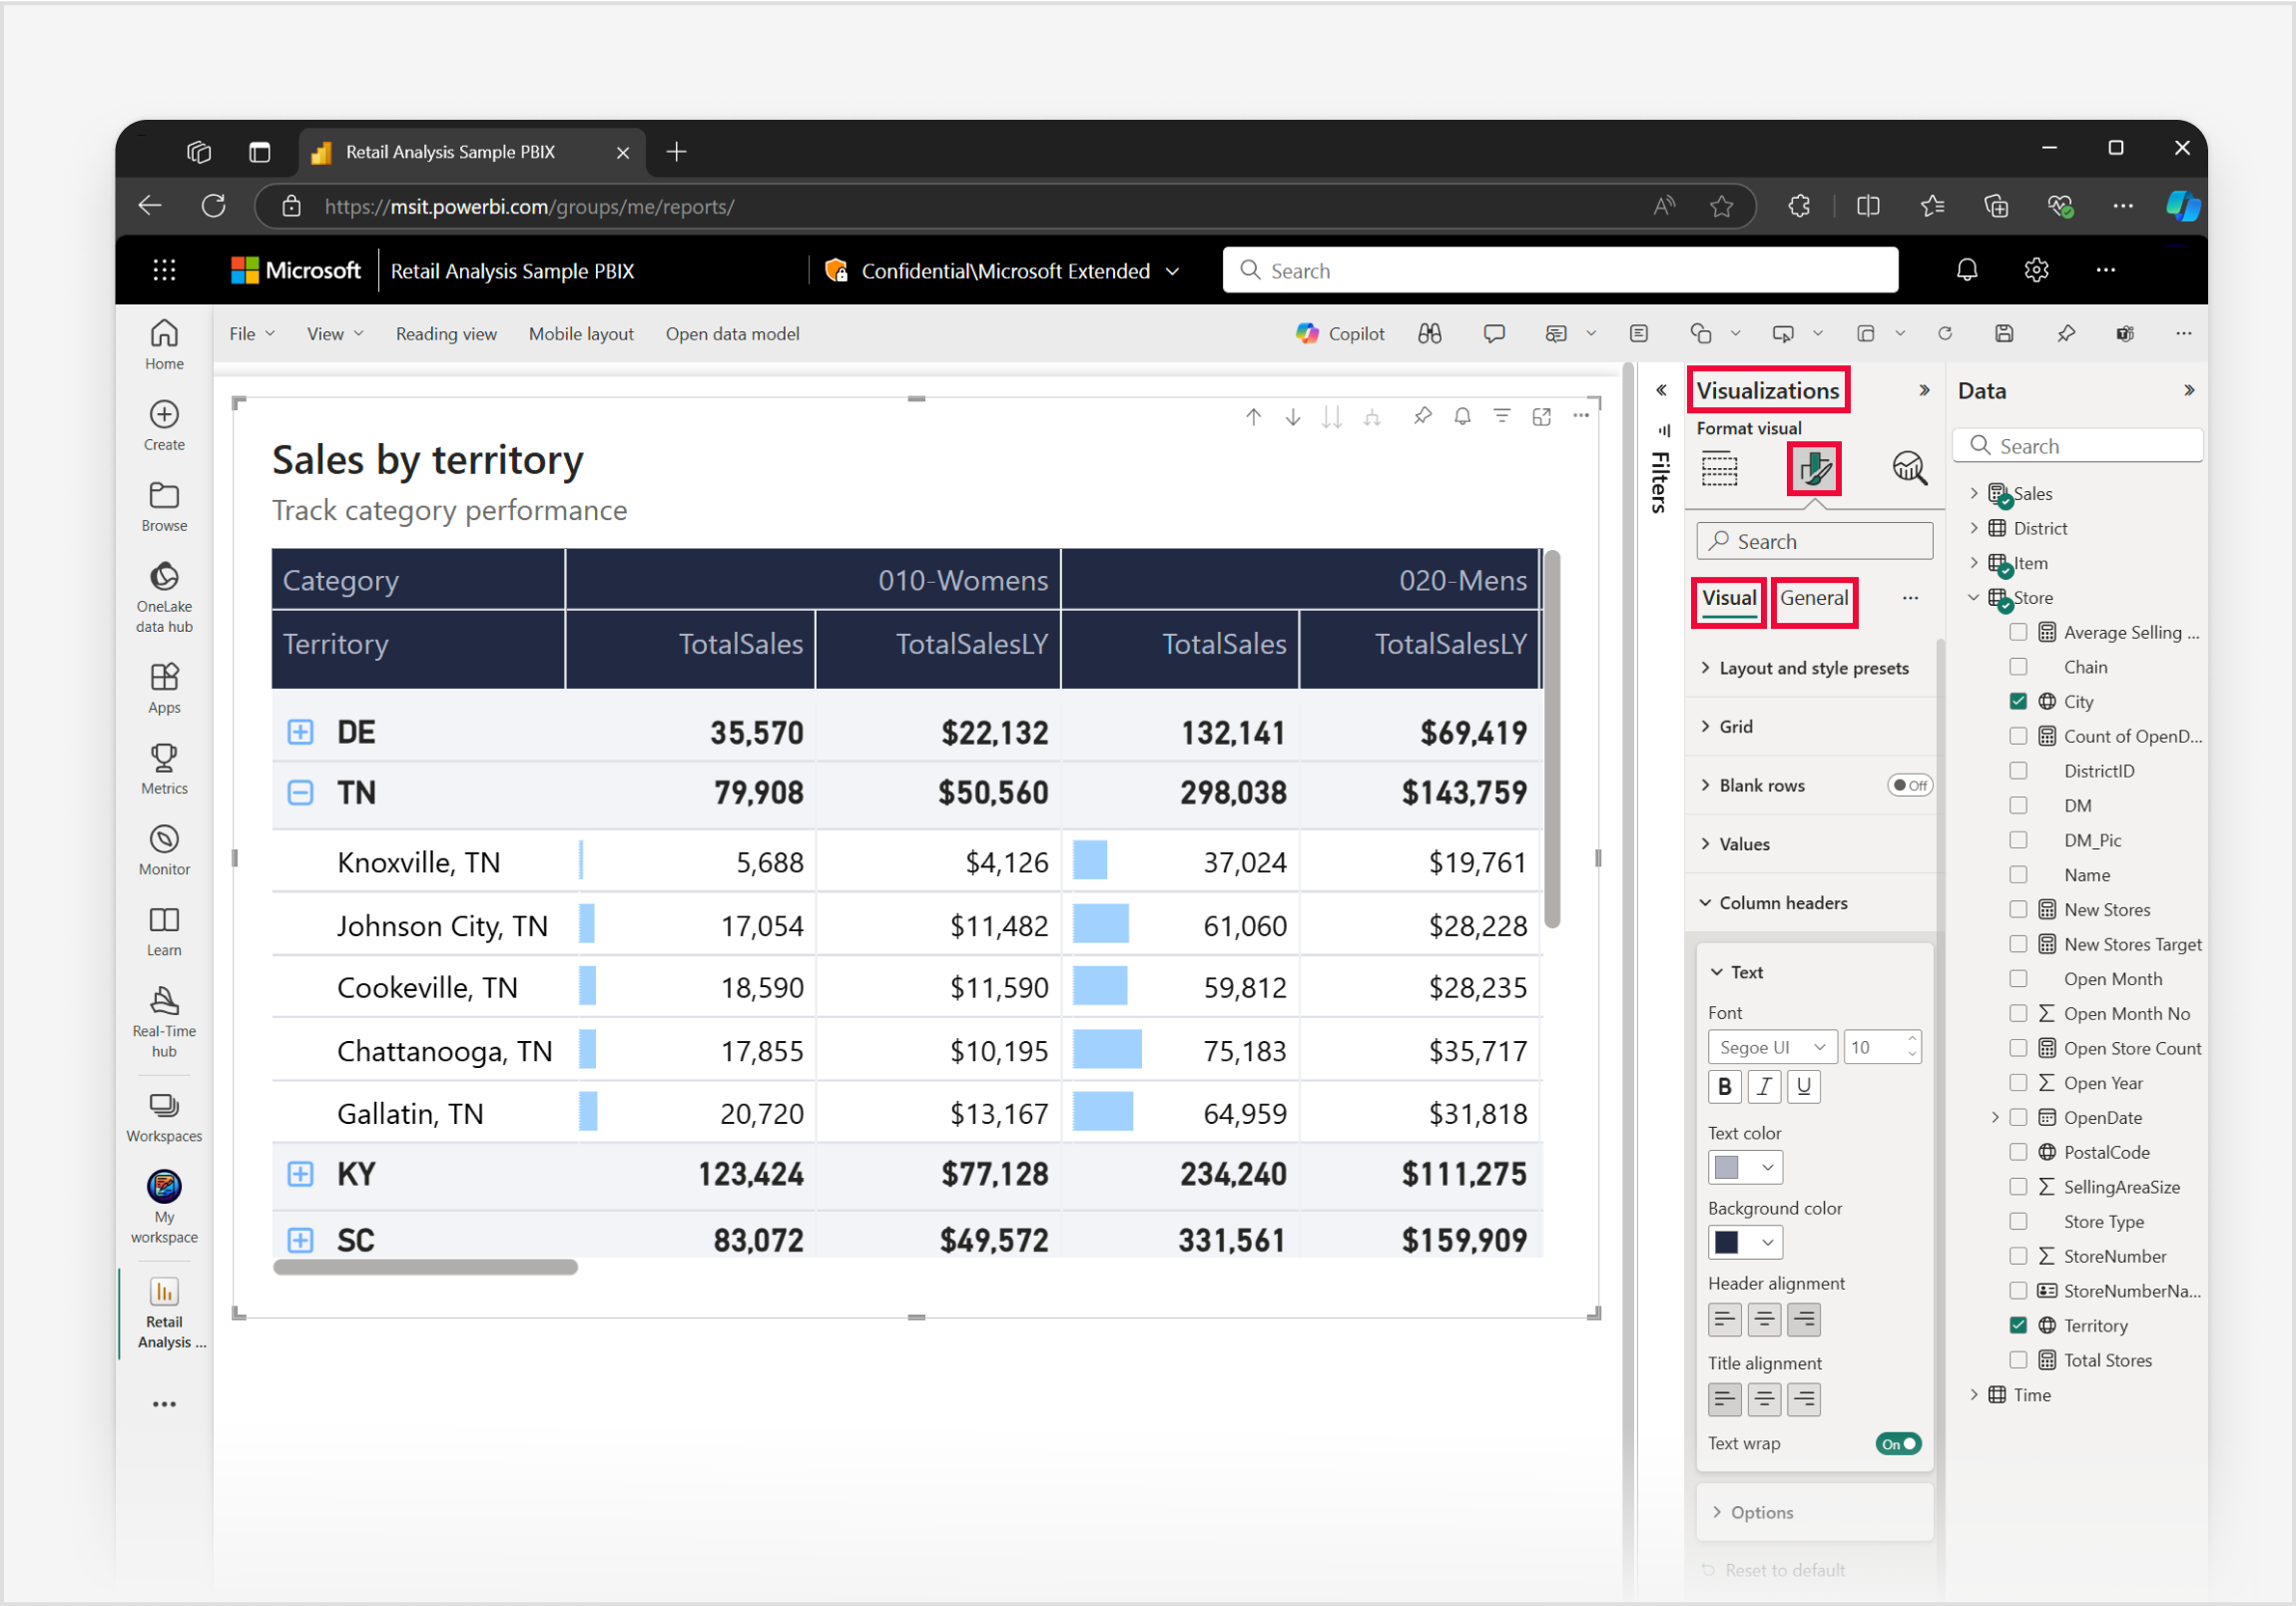 Retail Analysis Sample PBIX
https://msit.powerbi.com/groups/me/reports/
Microsoft
Retail Analysis Sample PBIX
Confidential\Microsoft Extended
Search
File
View
Reading view
Mobile layout
Open data model
Copilot
Home
Create
Browse
OneLake
data hub
Apps
Metrics
Monitor
Learn
Real-Time
hub
Workspaces
My
workspace
Retail
Analysis ...
Sales by territory
Track category performance
Category 010-Womens 020-Mens
Territory TotalSales TotalSalesLY TotalSales TotalSalesLY
DE 35,570 $22,132 132,141 $69,419
TN 79,908 $50,560 298,038 $143,759
Knoxville, TN 5,688 $4,126 37,024 $19,761
Johnson City, TN 17,054 $11,482 61,060 $28,228
Cookeville, TN 18,590 $11,590 59,812 $28,235
Chattanooga, TN 17,855 $10,195 75,183 $35,717
Gallatin, TN 20,720 $13,167 64,959 $31,818
KY 123,424 $77,128 234,240 $111,275
SC 83,072 $49,572 331,561 $159,909
Filters
Visualizations
Format visual
Search
Visual
General
Layout and style presets
Grid
Blank rows Off
Values
Column headers
Text
Font
Segoe UI 10
B I U
Text color
Background color
Header alignment
Title alignment
Text wrap On
Options
Reset to default
Data
Search
Sales
District
Item
Store
Average Selling ...
Chain
City
Count of OpenD...
DistrictID
DM
DM_Pic
Name
New Stores
New Stores Target
Open Month
Open Month No
Open Store Count
Open Year
OpenDate
PostalCode
SellingAreaSize
Store Type
StoreNumber
StoreNumberNa...
Territory
Total Stores
Time